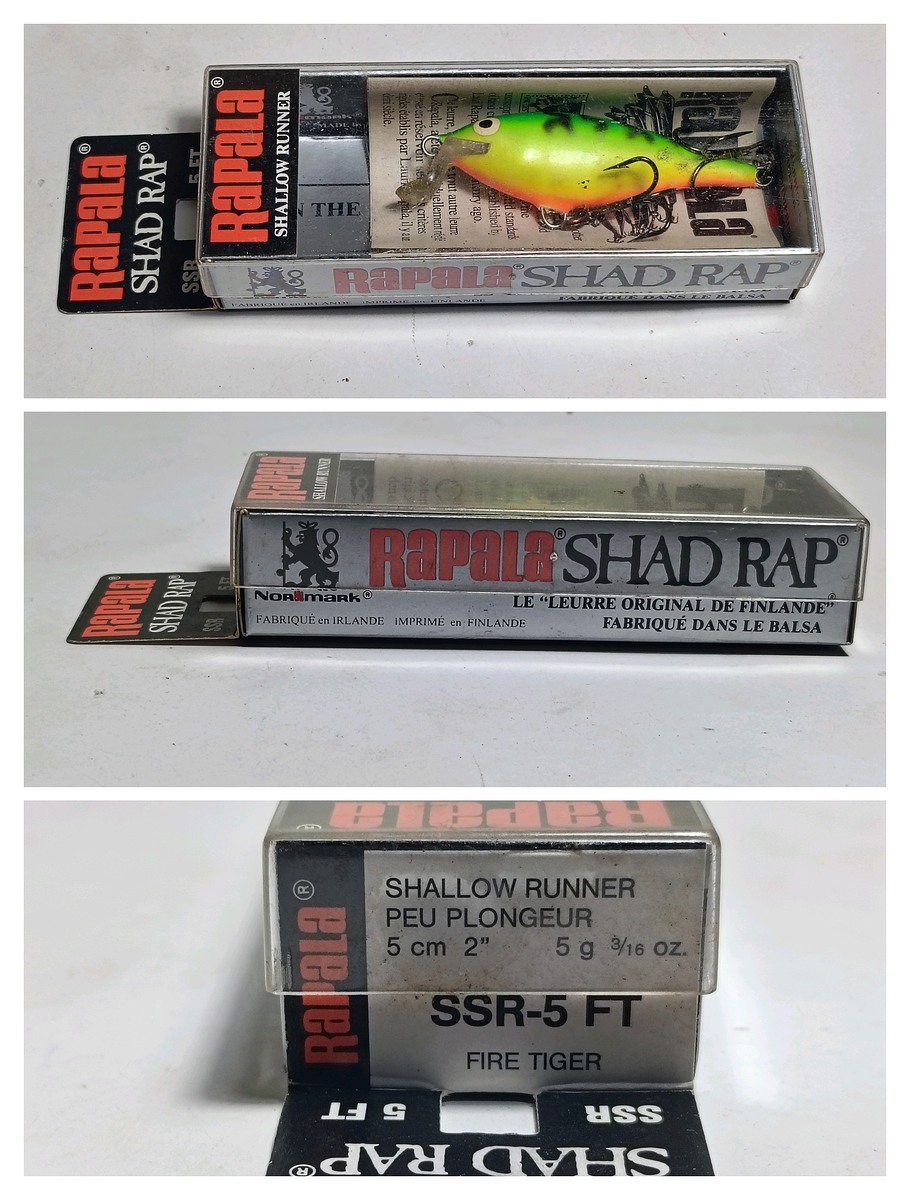 RAPALA®
SHAD RAP®
SSR
5 FT
RAPALA®
SHALLOW RUNNER
N THE
RAPALA® SHAD RAP®
FABRIQUÉ en IRLANDE IMPRIMÉ en FINLANDE
FABRIQUÉ DANS LE BALSA
RAPALA®
SHAD RAP®
SSR
RAPALA
SHALLOW RUNNER
RAPALA® SHAD RAP®
Normark®
LE “LEURRE ORIGINAL DE FINLANDE”
FABRIQUÉ en IRLANDE IMPRIMÉ en FINLANDE
FABRIQUÉ DANS LE BALSA
RAPALA
RAPALA®
SHALLOW RUNNER
PEU PLONGEUR
5 cm 2” 5 g 3/16 oz.
SSR-5 FT
FIRE TIGER
SSR 5 FT
SHAD RAP®